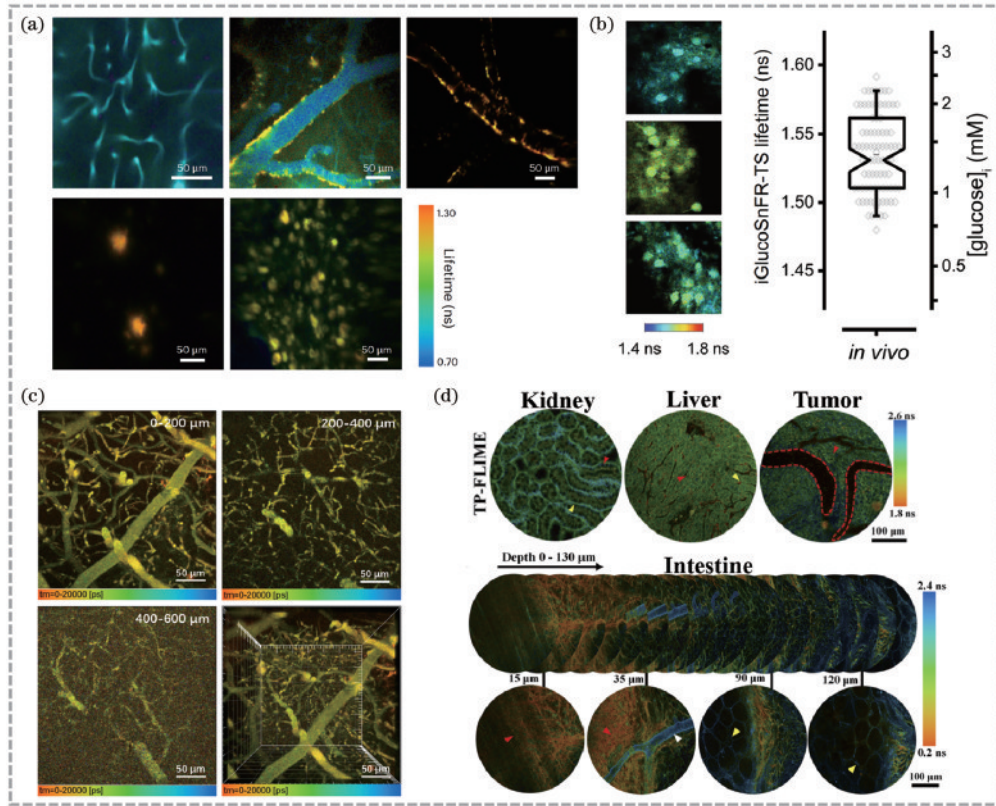 (a)
50 μm
50 μm
50 μm
50 μm
50 μm
1.30
Lifetime (ns)
0.70
(b)
1.4 ns
1.8 ns
iGlucoSnFR-TS lifetime (ns)
1.60
1.55
1.50
1.45
3
2
1
0.5
[glucose]i (mM)
in vivo
(c)
0-200 μm
50 μm
tm=0-20000 [ps]
200-400 μm
50 μm
tm=0-20000 [ps]
400-600 μm
50 μm
tm=0-20000 [ps]
50 μm
tm=0-20000 [ps]
(d)
Kidney
Liver
Tumor
TP-FLIME
2.6 ns
1.8 ns
100 μm
Depth 0 - 130 μm
Intestine
2.4 ns
0.2 ns
15 μm
35 μm
90 μm
120 μm
100 μm